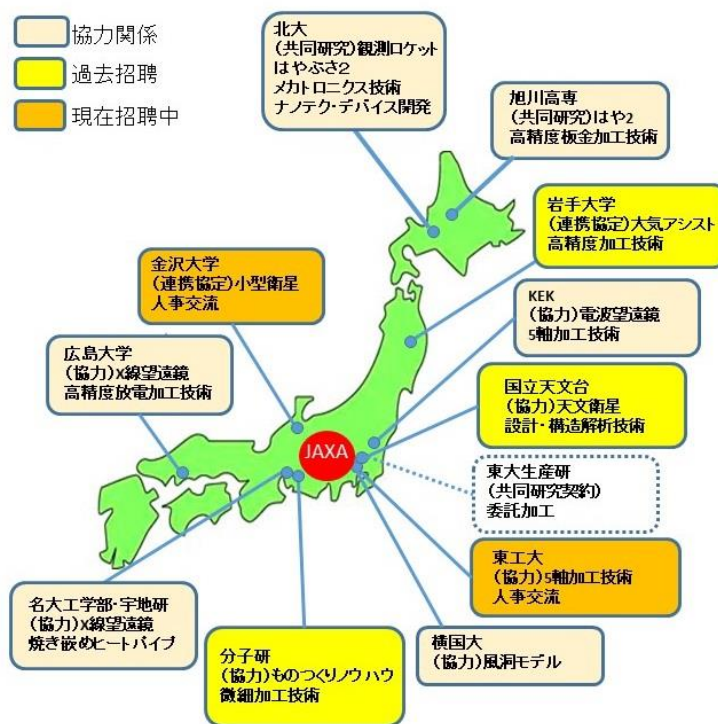 協力関係
過去招聘
現在招聘中
北大
(共同研究)観測ロケット
はやぶさ2
メカトロニクス技術
ナノテク・デバイス開発
旭川高専
(共同研究)はや2
高精度板金加工技術
岩手大学
(連携協定)大気アシスト
高精度加工技術
金沢大学
(連携協定)小型衛星
人事交流
KEK
(協力)電波望遠鏡
5軸加工技術
広島大学
(協力)X線望遠鏡
高精度放電加工技術
国立天文台
(協力)天文衛星
設計・構造解析技術
JAXA
東大生産研
(共同研究契約)
委託加工
東工大
(協力)5軸加工技術
人事交流
名大工学部・宇地研
(協力)X線望遠鏡
焼き嵌めヒートパイプ
分子研
(協力)ものつくりノウハウ
微細加工技術
横国大
(協力)風洞モデル